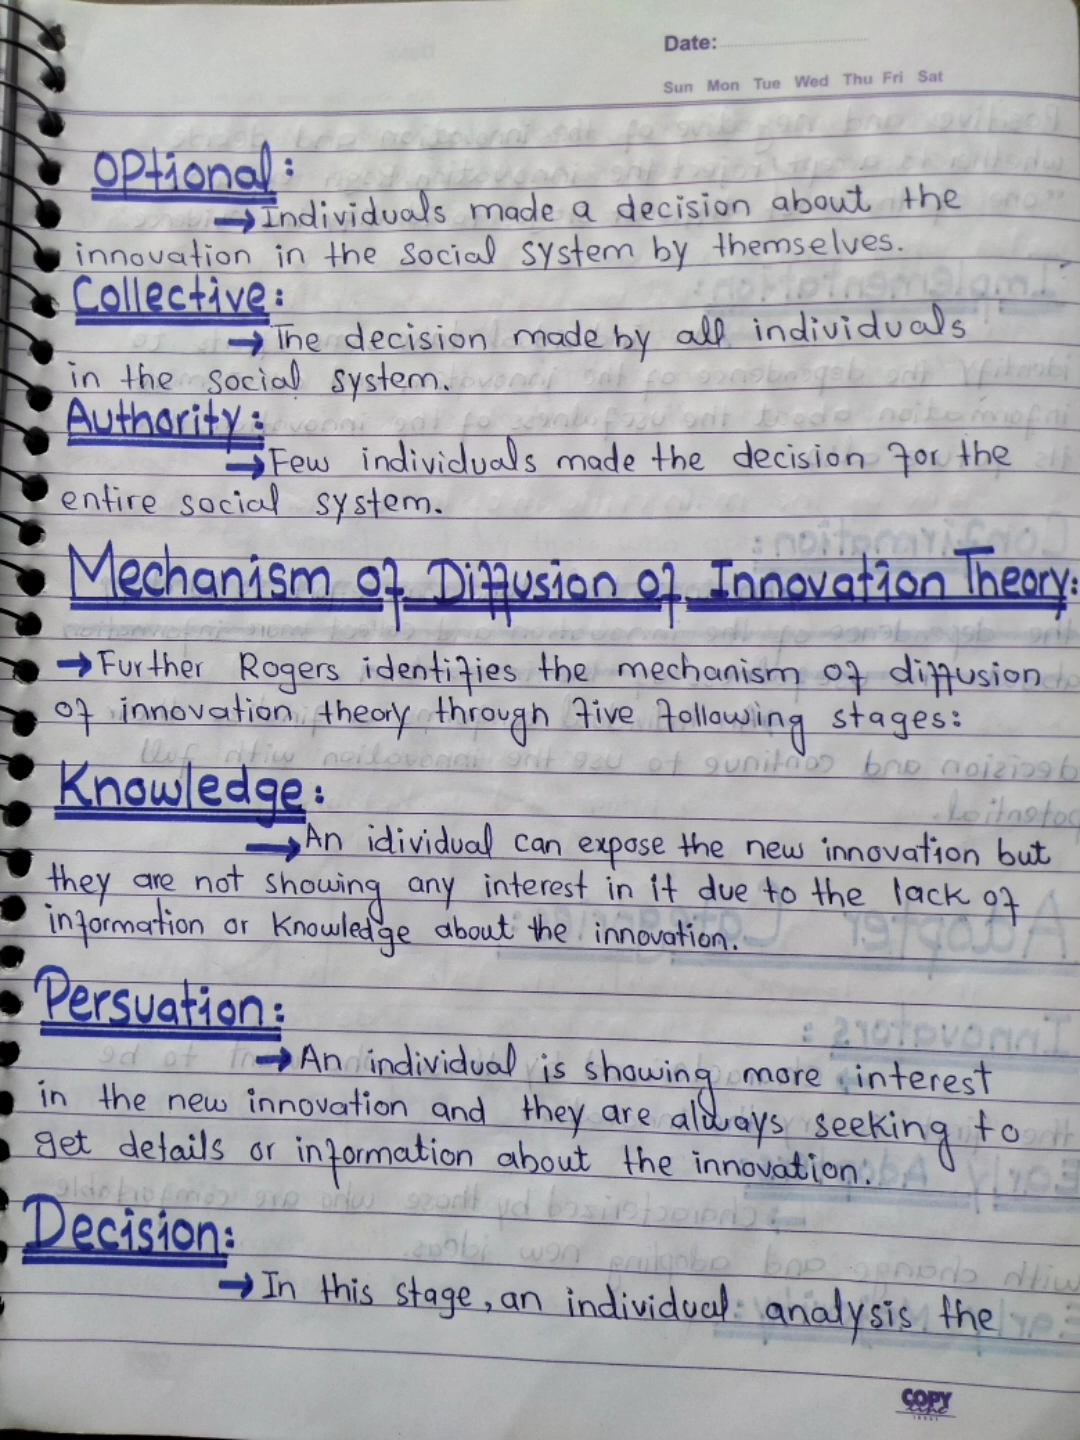 Date:
Sun Mon Tue Wed Thu Fri Sat
Optional:
→ Individuals made a decision about the
innovation in the social system by themselves.
Collective:
→ The decision made by all individuals
in the social system.
Authority:
→ Few individuals made the decision for the
entire social system.
Mechanism of Diffusion of Innovation Theory:
→ Further Rogers identifies the mechanism of diffusion
of innovation theory through five following stages:
Knowledge:
→ An idividual can expose the new innovation but
they are not showing any interest in it due to the lack of
information or knowledge about the innovation.
Persuation:
→ An individual is showing more interest
in the new innovation and they are always seeking to
get details or information about the innovation.
Decision:
→ In this stage, an individual analysis the
COPY